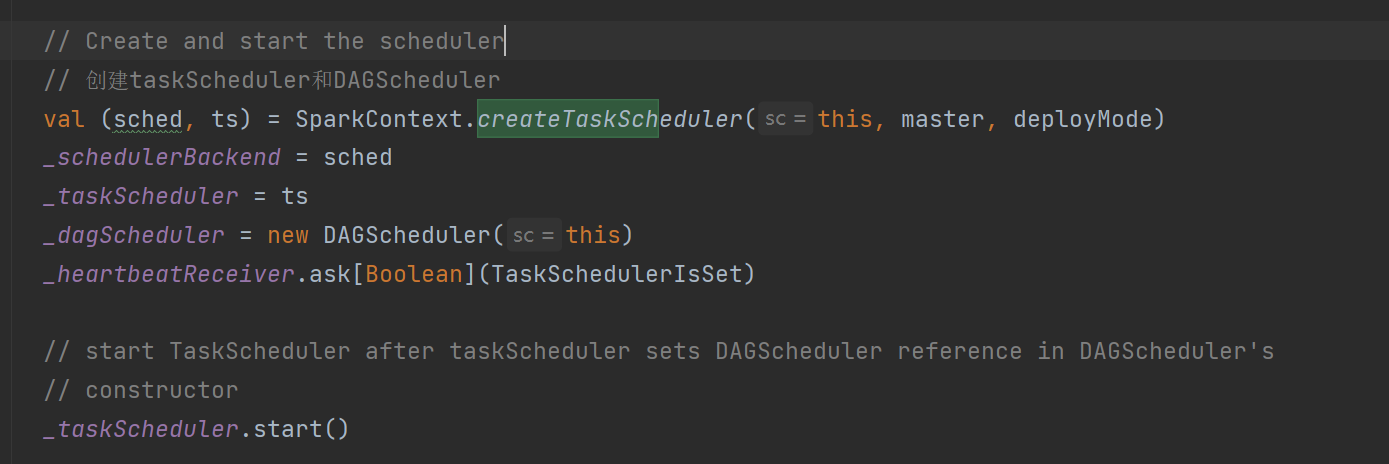 // Create and start the scheduler
// 创建taskScheduler和DAGScheduler
val (sched, ts) = SparkContext.createTaskScheduler( sc = this, master, deployMode)
_schedulerBackend = sched
_taskScheduler = ts
_dagScheduler = new DAGScheduler( sc = this)
_heartbeatReceiver.ask[Boolean](TaskSchedulerIsSet)
// start TaskScheduler after taskScheduler sets DAGScheduler reference in DAGScheduler's
// constructor
_taskScheduler.start()